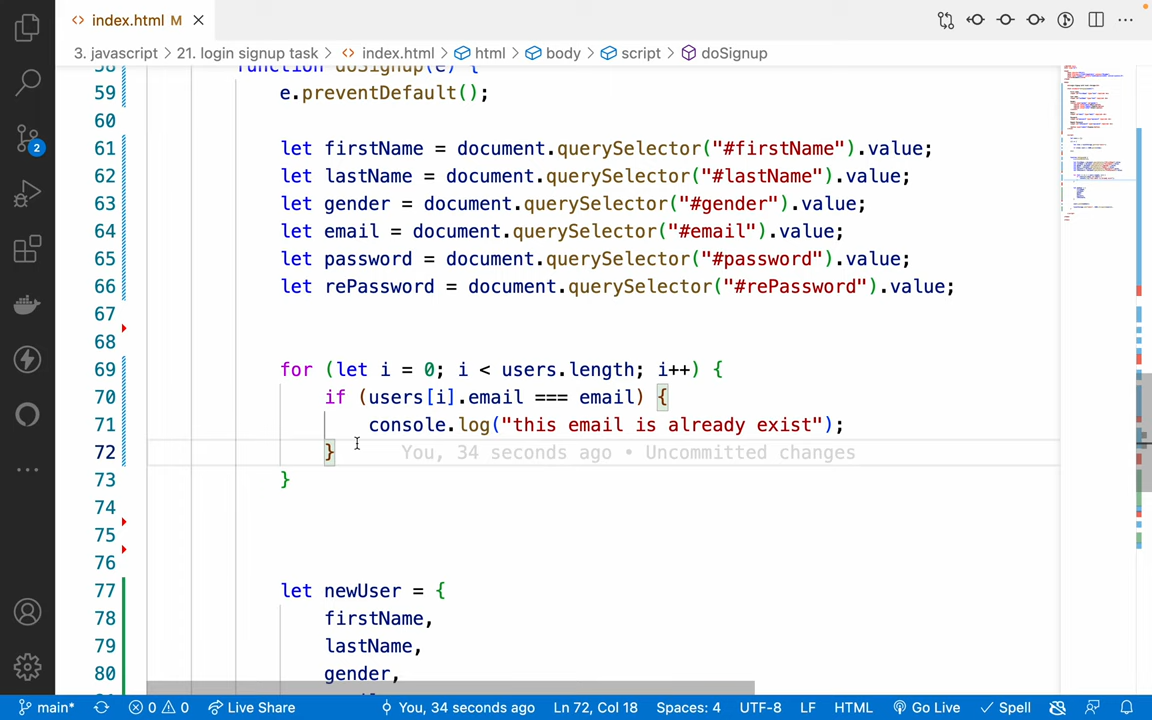 index.html M
3. javascript > 21. login signup task > index.html > html > body > script > doSignup
58 function doSignup(e) {
59 e.preventDefault();
60
61 let firstName = document.querySelector("#firstName").value;
62 let lastName = document.querySelector("#lastName").value;
63 let gender = document.querySelector("#gender").value;
64 let email = document.querySelector("#email").value;
65 let password = document.querySelector("#password").value;
66 let rePassword = document.querySelector("#rePassword").value;
67
68
69 for (let i = 0; i < users.length; i++) {
70 if (users[i].email === email) {
71 console.log("this email is already exist");
72 } You, 34 seconds ago • Uncommitted changes
73 }
74
75
76
77 let newUser = {
78 firstName,
79 lastName,
80 gender,
2
main* 0 0 Live Share You, 34 seconds ago Ln 72, Col 18 Spaces: 4 UTF-8 LF HTML Go Live Spell